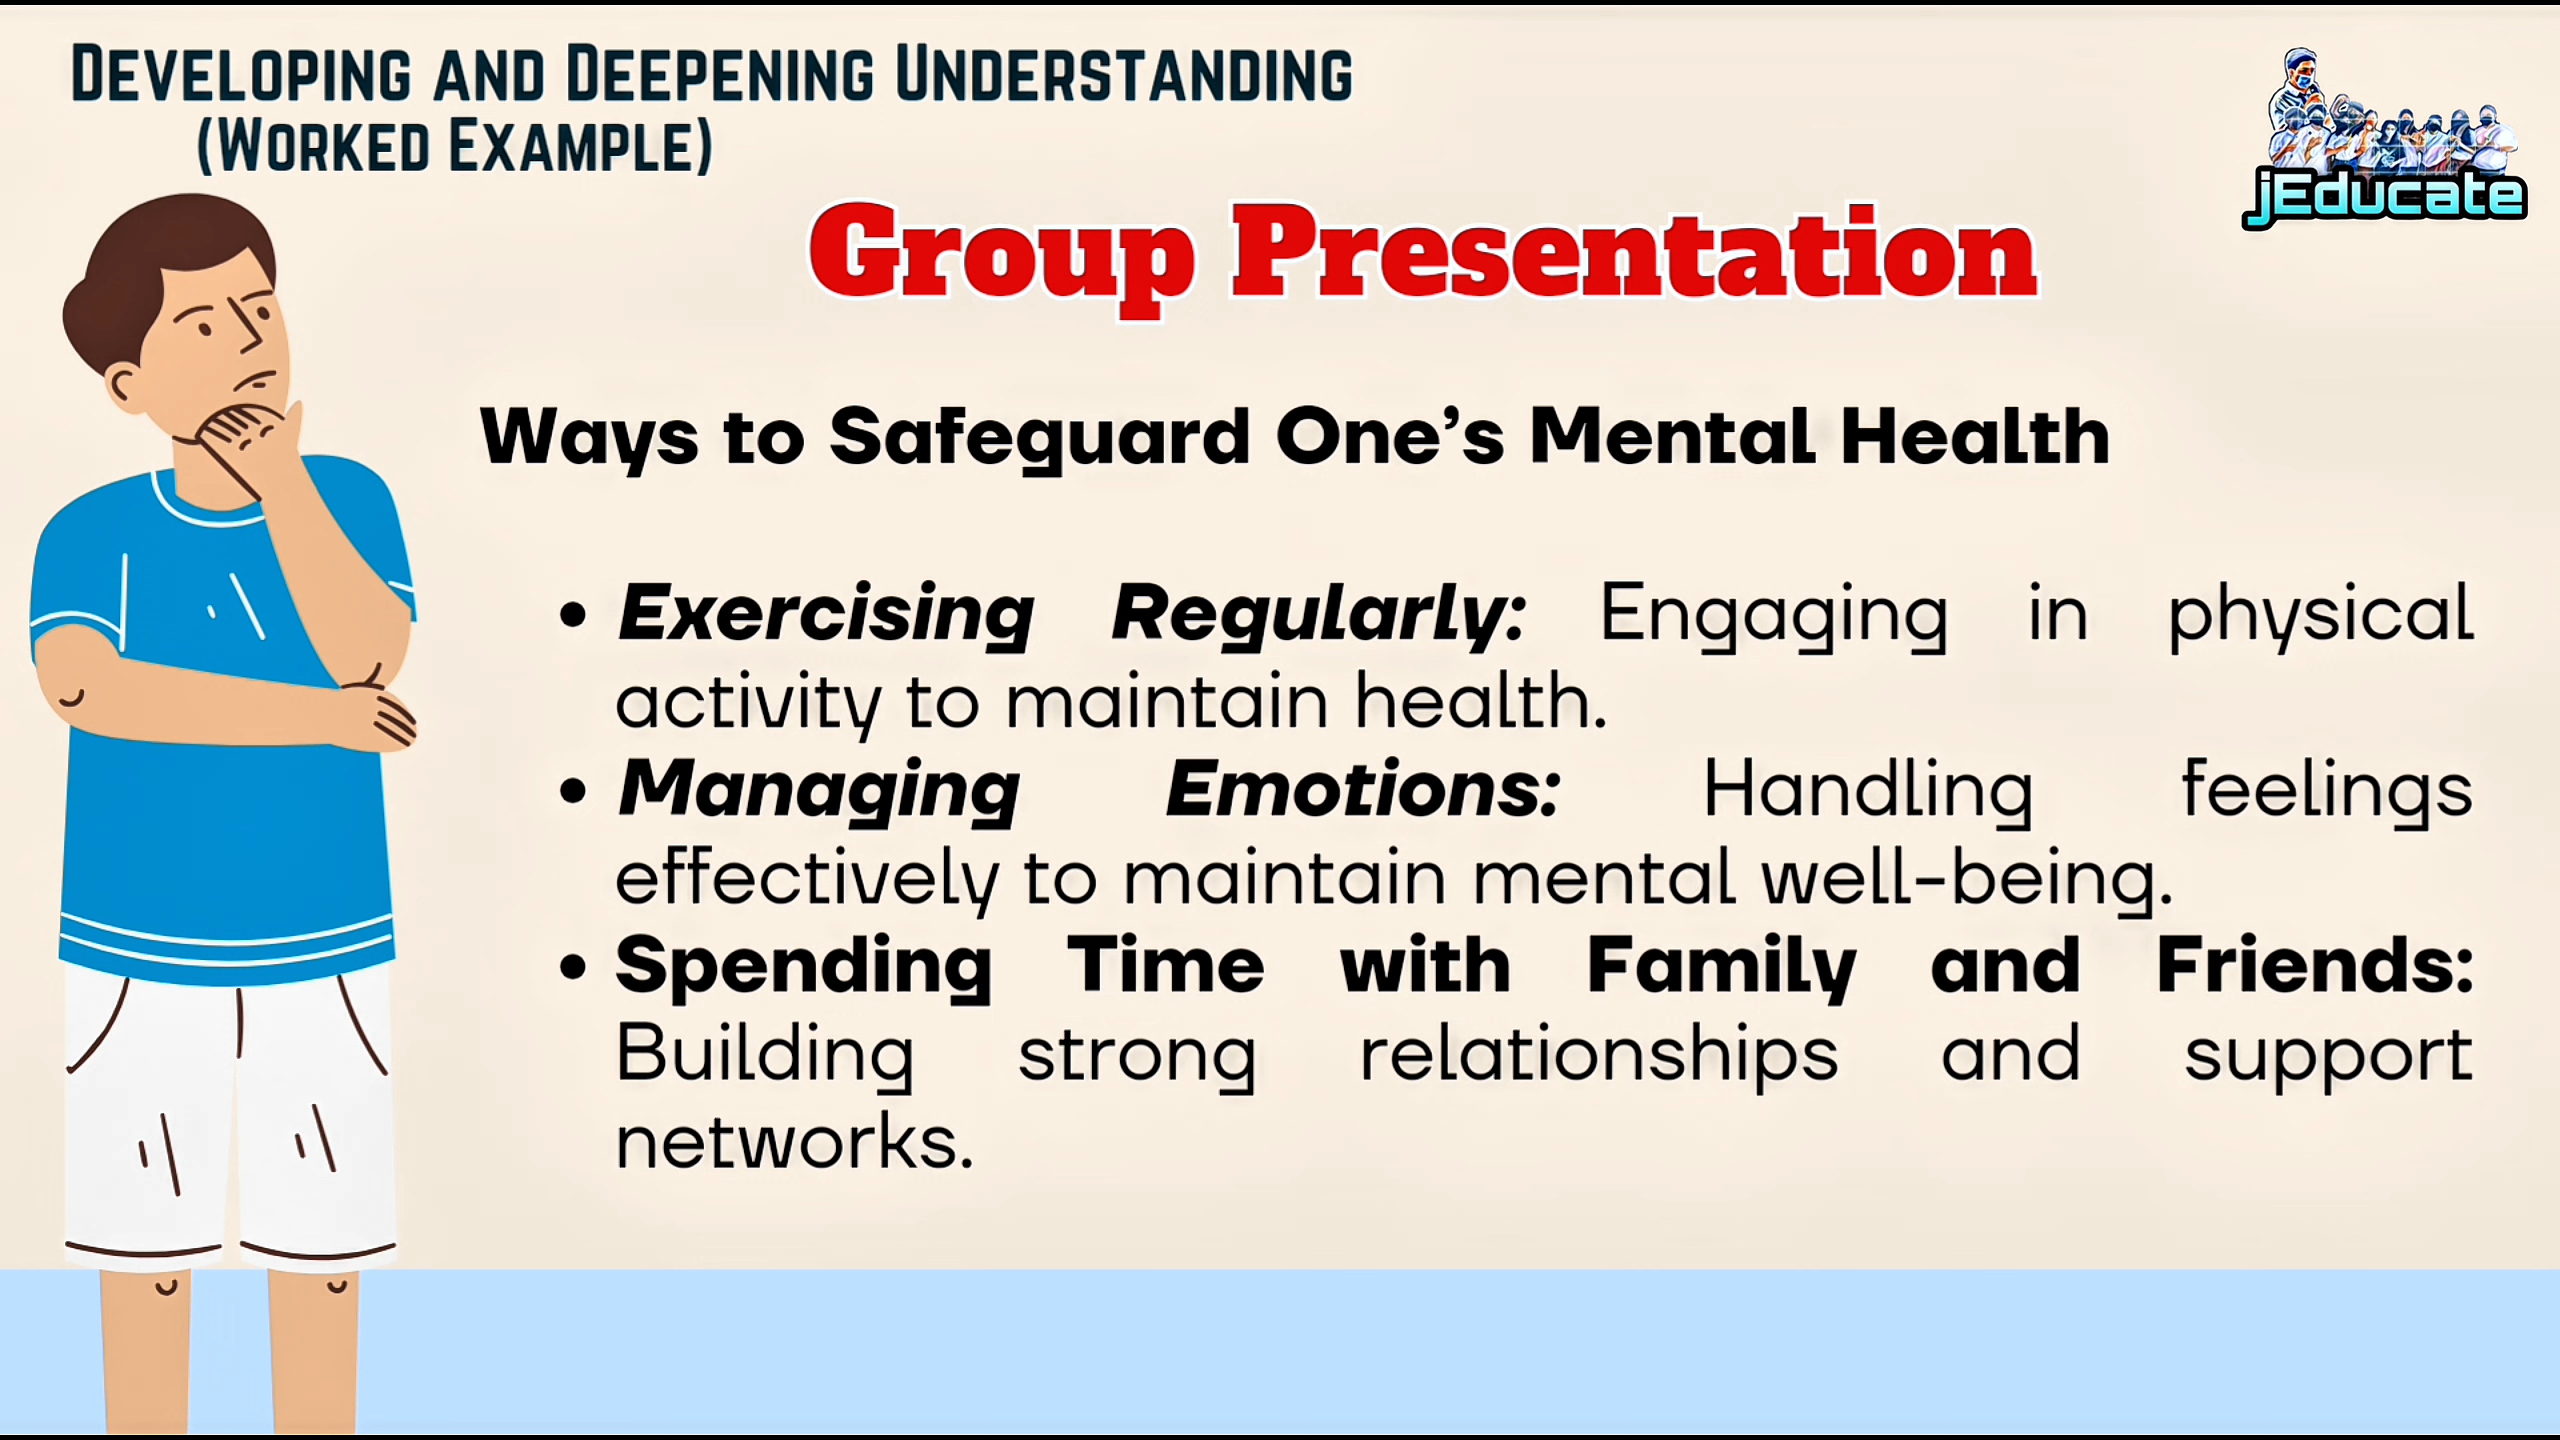 DEVELOPING AND DEEPENING UNDERSTANDING
(WORKED EXAMPLE)
jEducate
Group Presentation
Ways to Safeguard One’s Mental Health
• Exercising Regularly: Engaging in physical
activity to maintain health.
• Managing Emotions: Handling feelings
effectively to maintain mental well-being.
• Spending Time with Family and Friends:
Building strong relationships and support
networks.